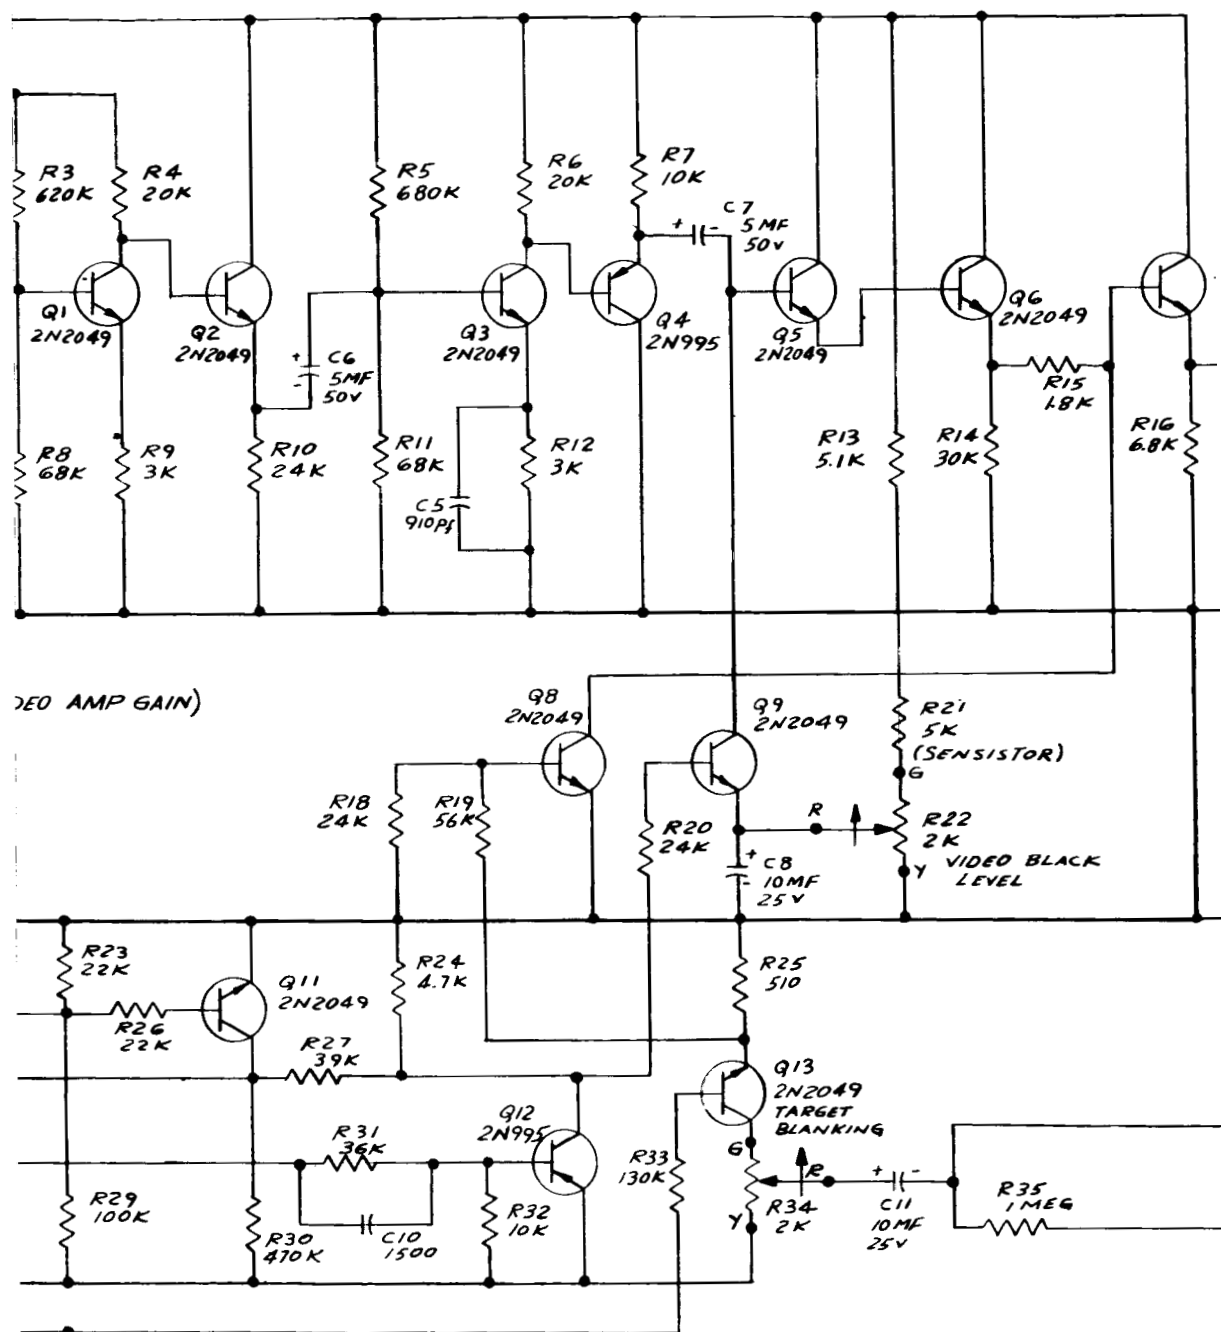 R3
620K
R4
20K
R5
680K
R6
20K
R7
10K
+ C7 -
5MF
50V
Q1
2N2049
Q2
2N2049
+
-
C6
5MF
50V
Q3
2N2049
Q4
2N995
Q5
2N2049
Q6
2N2049
R15
1.8K
R8
68K
R9
3K
R10
24K
R11
68K
R12
3K
C5
910Pf
R13
5.1K
R14
30K
R16
6.8K
DEO AMP GAIN)
Q8
2N2049
Q9
2N2049
R21
5K
(SENSISTOR)
G
R18
24K
R19
56K
R20
24K
R
R22
2K
Y VIDEO BLACK
LEVEL
+
-
C8
10MF
25V
R23
22K
Q11
2N2049
R24
4.7K
R25
510
R26
22K
R27
39K
Q13
2N2049
TARGET
BLANKING
Q12
2N995
R31
36K
R33
130K
G
R
R34
2K
Y
+ -
C11
10MF
25V
R35
1MEG
R29
100K
R30
470K
C10
1500
R32
10K